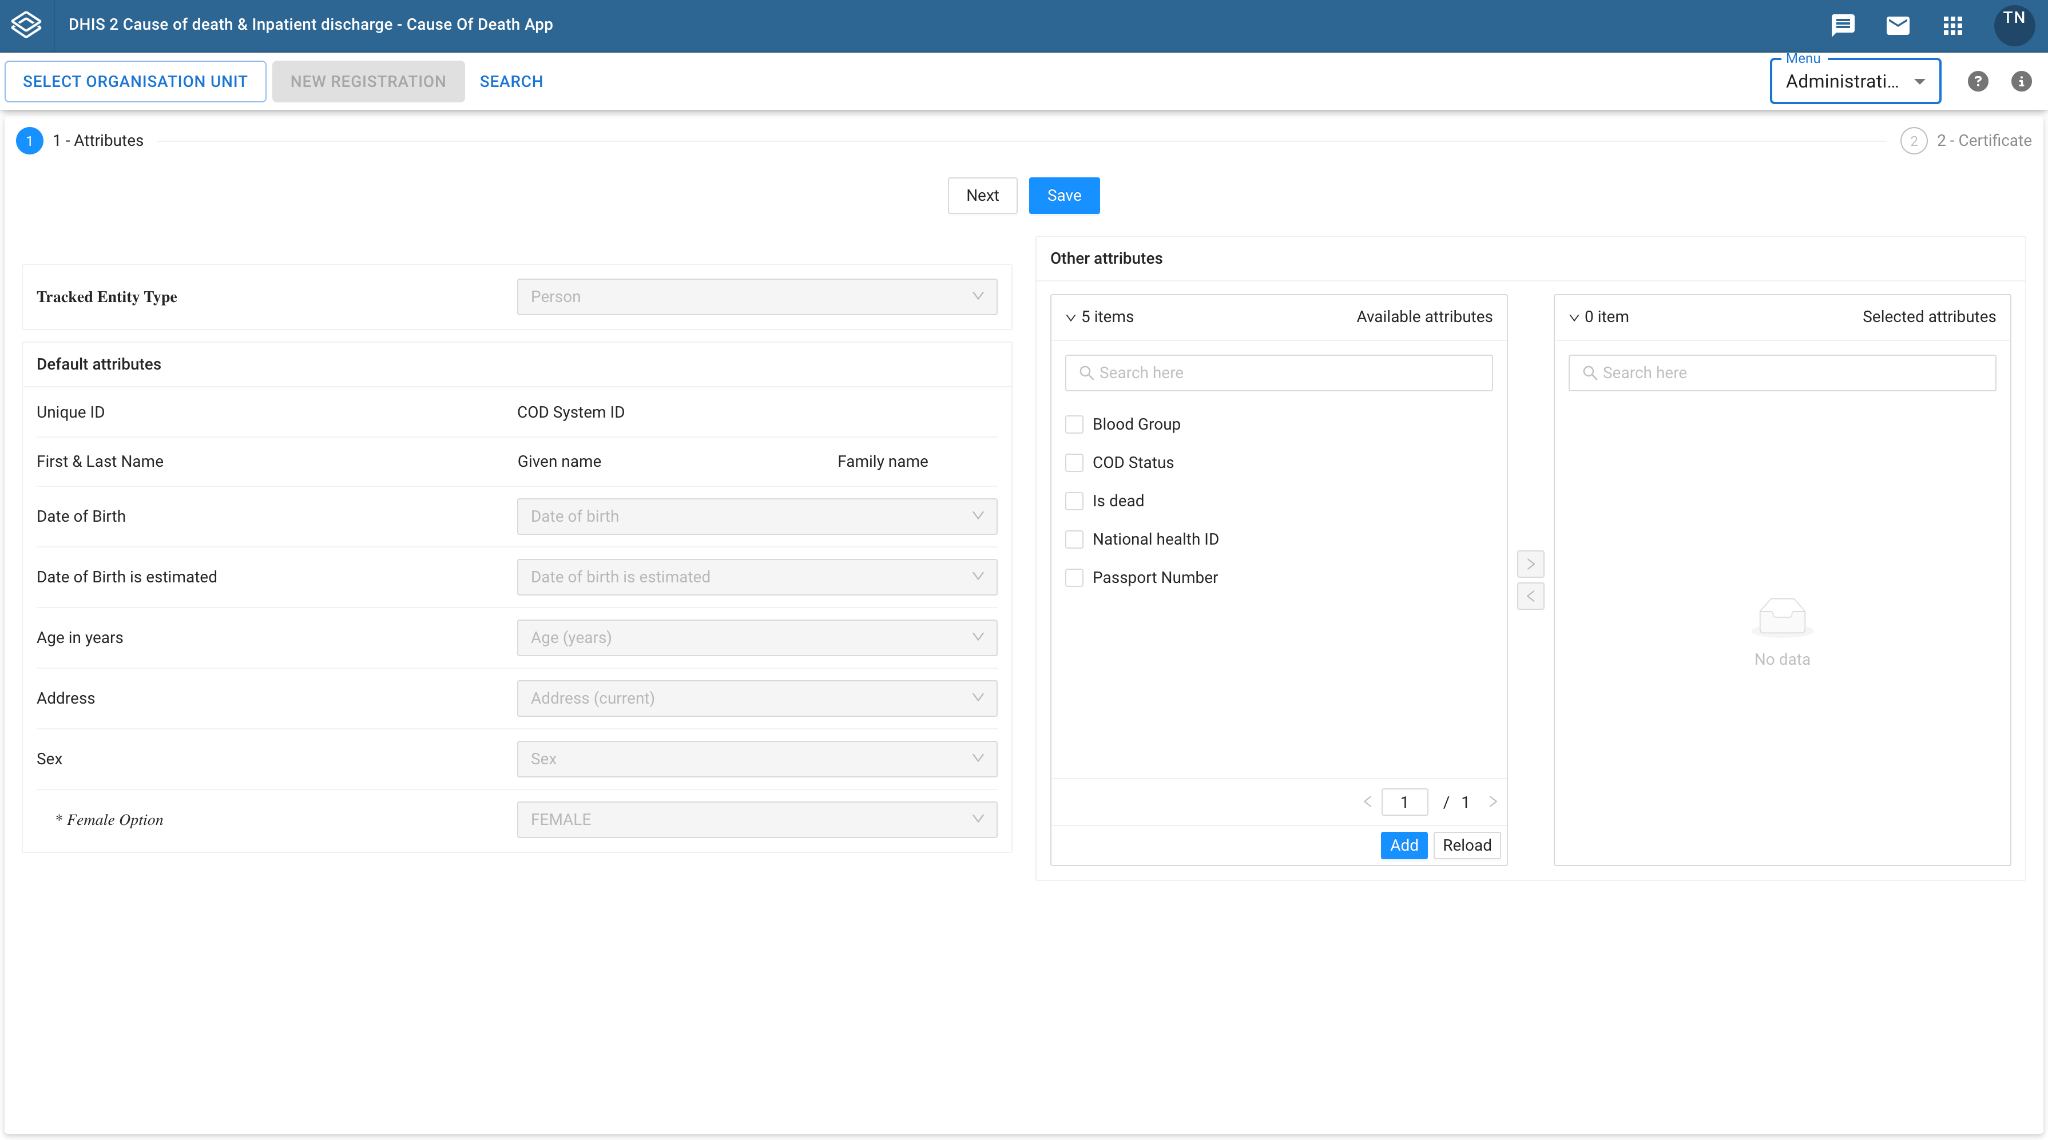 DHIS 2 Cause of death & Inpatient discharge - Cause Of Death App
TN
SELECT ORGANISATION UNIT
NEW REGISTRATION
SEARCH
Menu
Administrati...
1
1 - Attributes
2
2 - Certificate
Next
Save
Tracked Entity Type
Person
Default attributes
Unique ID
COD System ID
First & Last Name
Given name
Family name
Date of Birth
Date of birth
Date of Birth is estimated
Date of birth is estimated
Age in years
Age (years)
Address
Address (current)
Sex
Sex
* Female Option
FEMALE
Other attributes
5 items
Available attributes
Search here
Blood Group
COD Status
Is dead
National health ID
Passport Number
1 / 1
Add
Reload
0 item
Selected attributes
Search here
No data